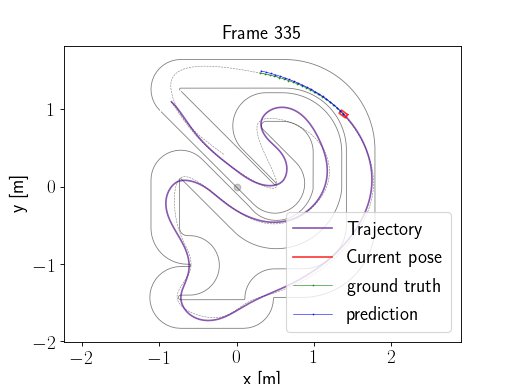 Frame 335
y [m]
1
0
−1
−2
−2
−1
0
1
2
x [m]
Trajectory
Current pose
ground truth
prediction